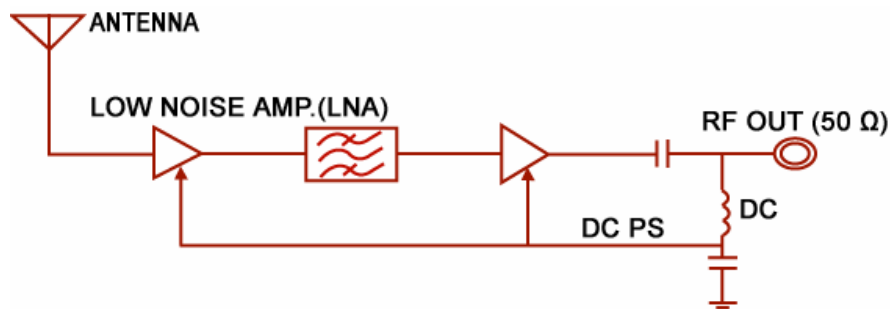 ANTENNA
LOW NOISE AMP.(LNA)
RF OUT (50 Ω)
DC
DC PS